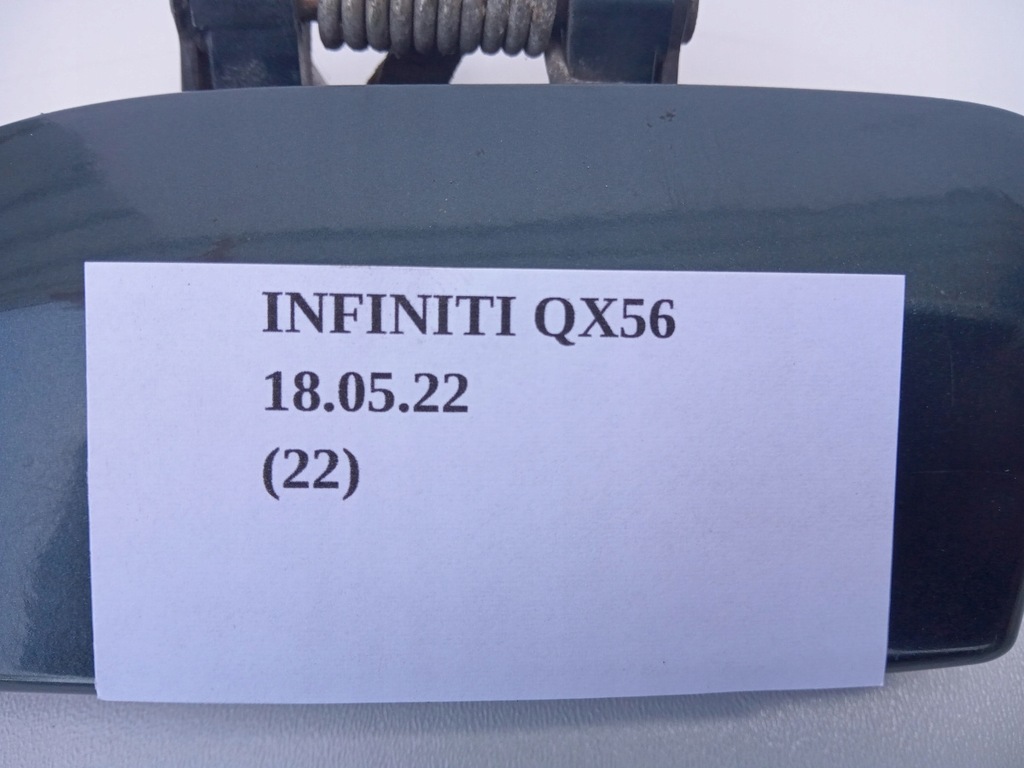 INFINITI QX56
18.05.22
(22)